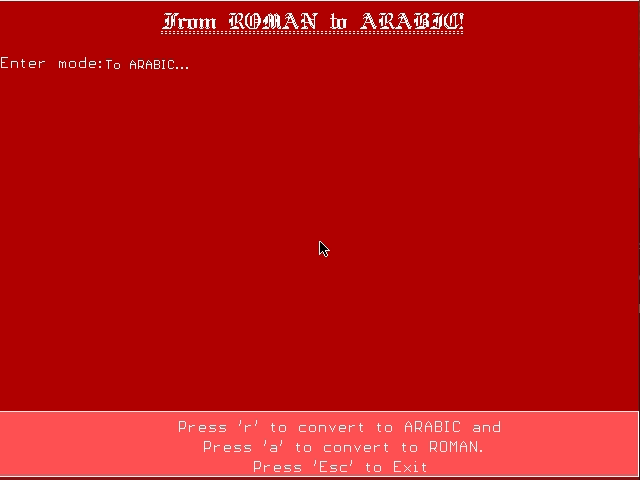 From ROMAN to ARABIC!
Enter mode:To ARABIC...
Press 'r' to convert to ARABIC and
Press 'a' to convert to ROMAN.
Press 'Esc' to Exit